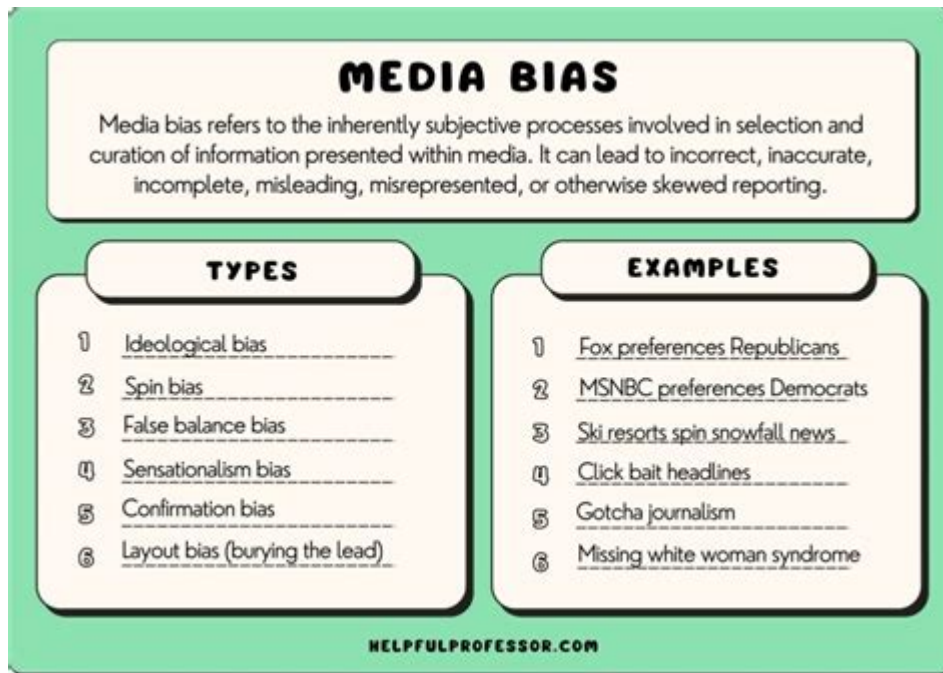 MEDIA BIAS
Media bias refers to the inherently subjective processes involved in selection and
curation of information presented within media. It can lead to incorrect, inaccurate,
incomplete, misleading, misrepresented, or otherwise skewed reporting.
TYPES
1 Ideological bias
2 Spin bias
3 False balance bias
4 Sensationalism bias
5 Confirmation bias
6 Layout bias (burying the lead)
EXAMPLES
1 Fox preferences Republicans
2 MSNBC preferences Democrats
3 Ski resorts spin snowfall news
4 Click bait headlines
5 Gotcha journalism
6 Missing white woman syndrome
HELPFULPROFESSOR.COM